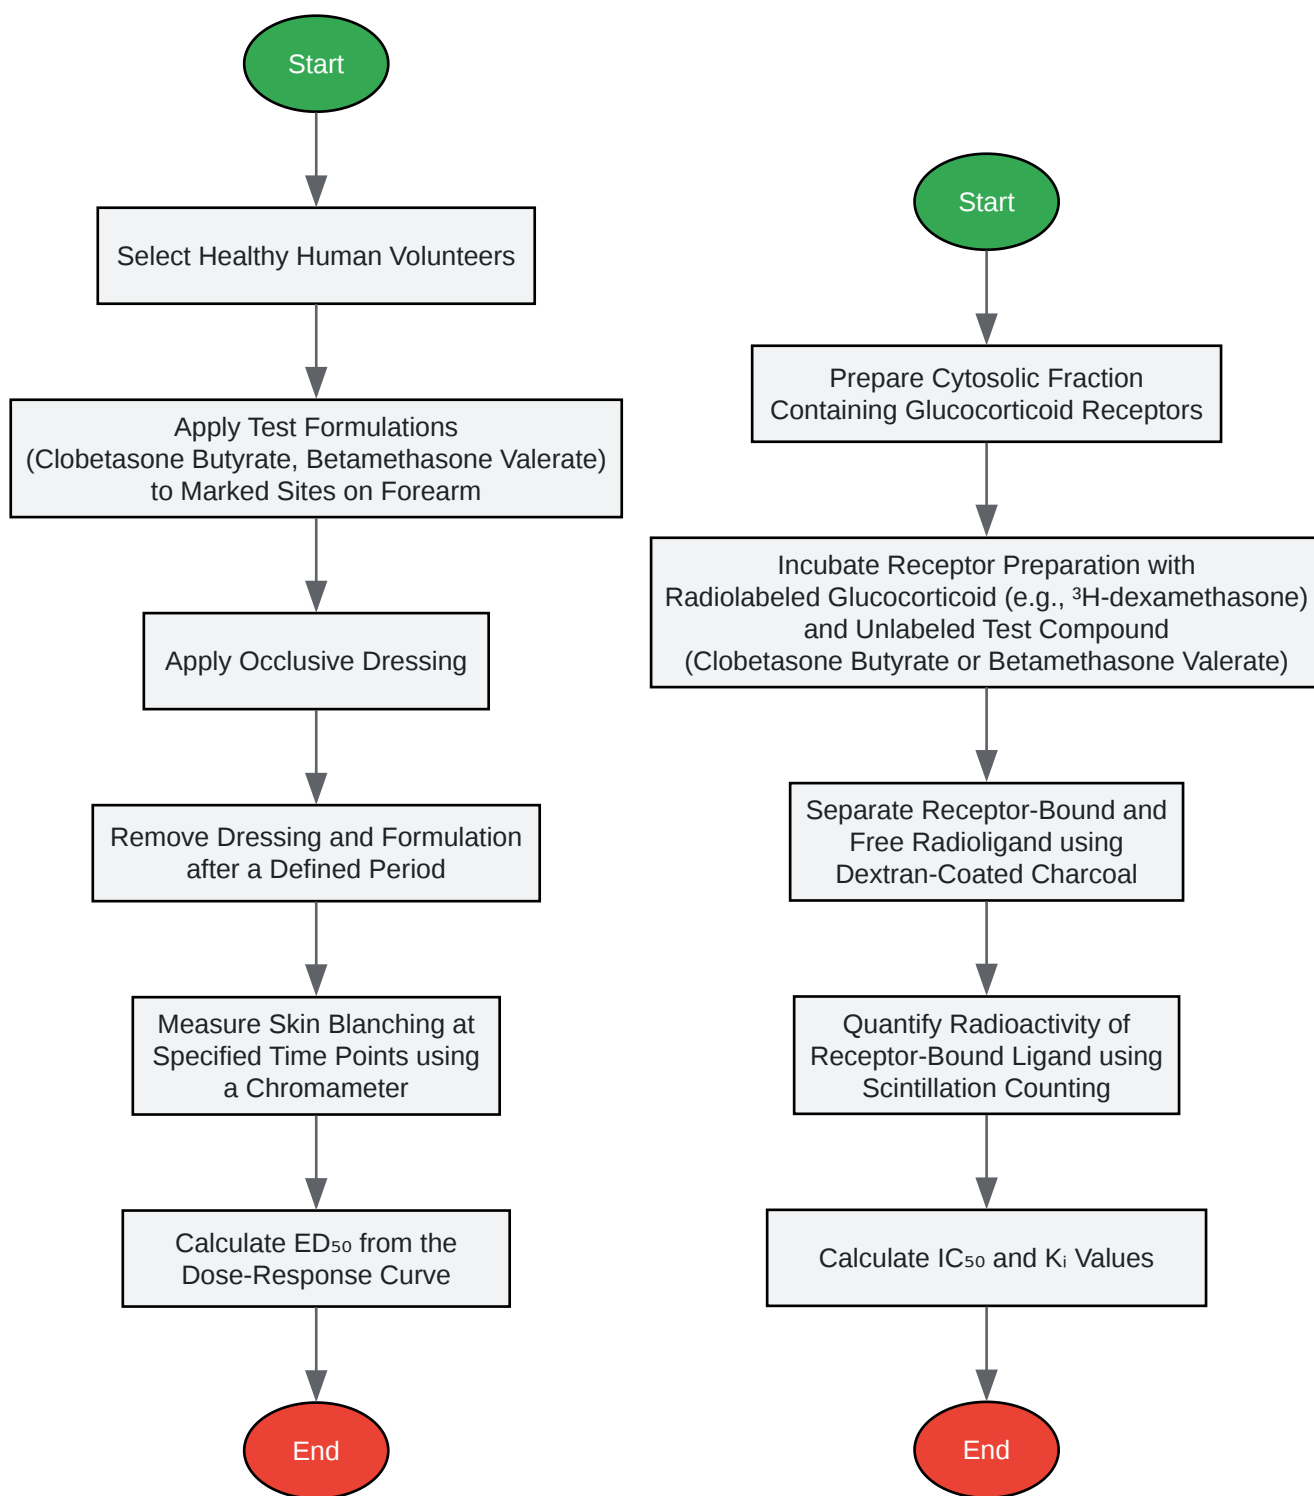 Start
Select Healthy Human Volunteers
Apply Test Formulations
(Clobetasone Butyrate, Betamethasone Valerate)
to Marked Sites on Forearm
Apply Occlusive Dressing
Remove Dressing and Formulation
after a Defined Period
Measure Skin Blanching at
Specified Time Points using
a Chromameter
Calculate ED₅₀ from the
Dose-Response Curve
End
Start
Prepare Cytosolic Fraction
Containing Glucocorticoid Receptors
Incubate Receptor Preparation with
Radiolabeled Glucocorticoid (e.g., ³H-dexamethasone)
and Unlabeled Test Compound
(Clobetasone Butyrate or Betamethasone Valerate)
Separate Receptor-Bound and
Free Radioligand using
Dextran-Coated Charcoal
Quantify Radioactivity of
Receptor-Bound Ligand using
Scintillation Counting
Calculate IC₅₀ and Kᵢ Values
End